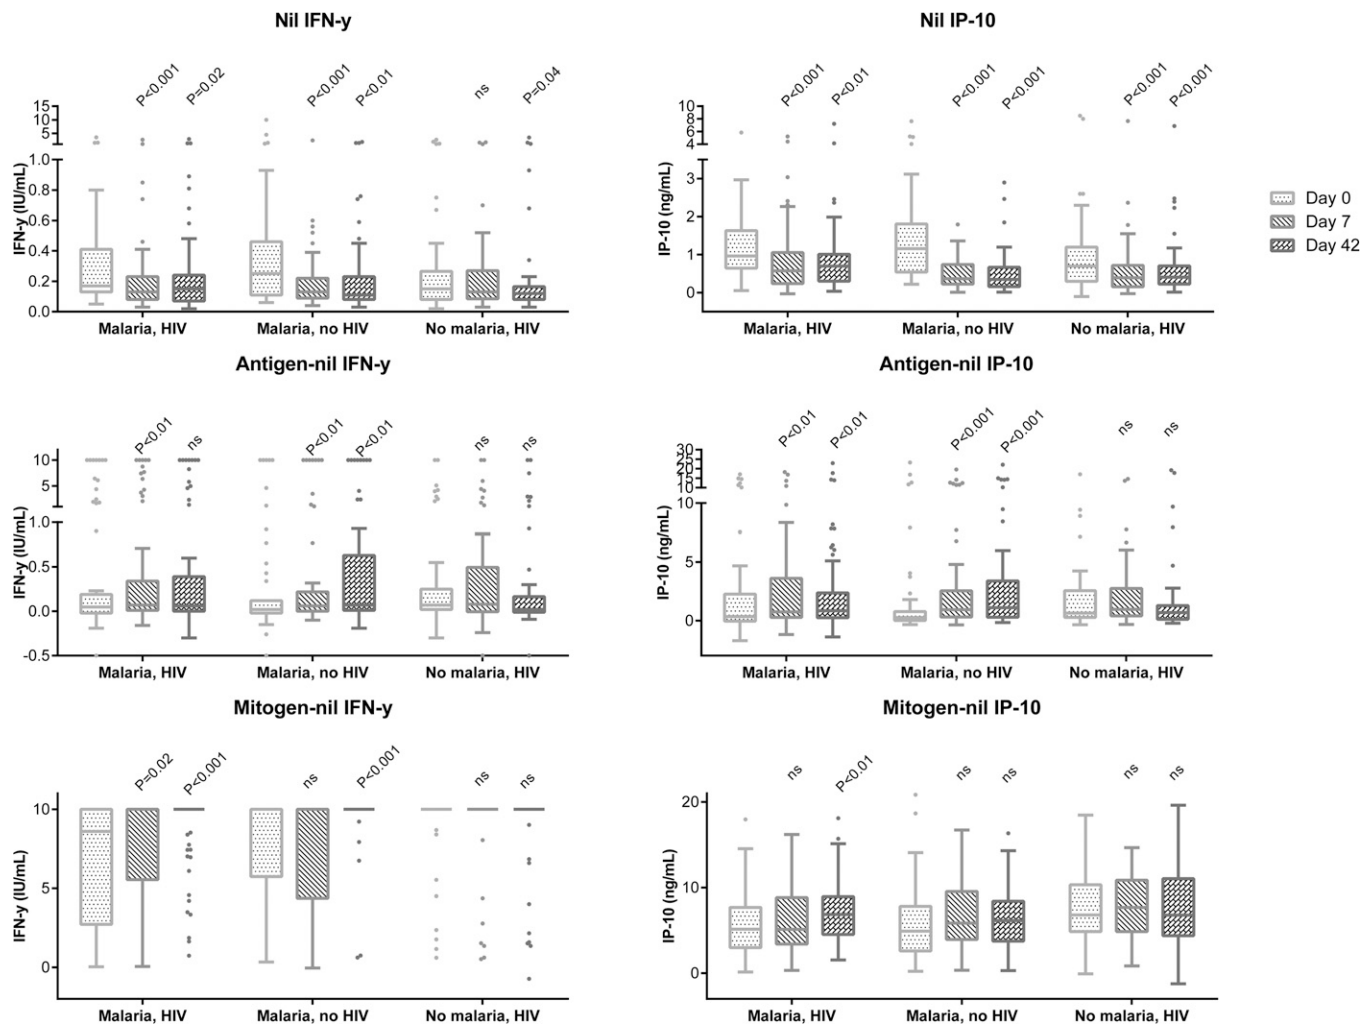 Nil IFN-y
Nil IP-10
P<0.001
P=0.02
P<0.001
P<0.01
ns
P=0.04
P<0.001
P<0.01
P<0.001
P<0.001
P<0.001
P<0.001
IFN-y (IU/mL)
15
10
5
1.0
0.8
0.6
0.4
0.2
0.0
IP-10 (ng/mL)
10
8
6
4
3
2
1
0
Day 0
Day 7
Day 42
Malaria, HIV
Malaria, no HIV
No malaria, HIV
Malaria, HIV
Malaria, no HIV
No malaria, HIV
Antigen-nil IFN-y
Antigen-nil IP-10
P<0.01
ns
P<0.01
P<0.01
ns
ns
P<0.01
P<0.01
P<0.001
P<0.001
ns
ns
IFN-y (IU/mL)
10
5
1.0
0.5
0.0
-0.5
IP-10 (ng/mL)
30
25
20
15
10
10
5
0
Malaria, HIV
Malaria, no HIV
No malaria, HIV
Malaria, HIV
Malaria, no HIV
No malaria, HIV
Mitogen-nil IFN-y
Mitogen-nil IP-10
P=0.02
P<0.001
ns
P<0.001
ns
ns
ns
P<0.01
ns
ns
ns
ns
IFN-y (IU/mL)
10
5
0
IP-10 (ng/mL)
20
10
0
Malaria, HIV
Malaria, no HIV
No malaria, HIV
Malaria, HIV
Malaria, no HIV
No malaria, HIV